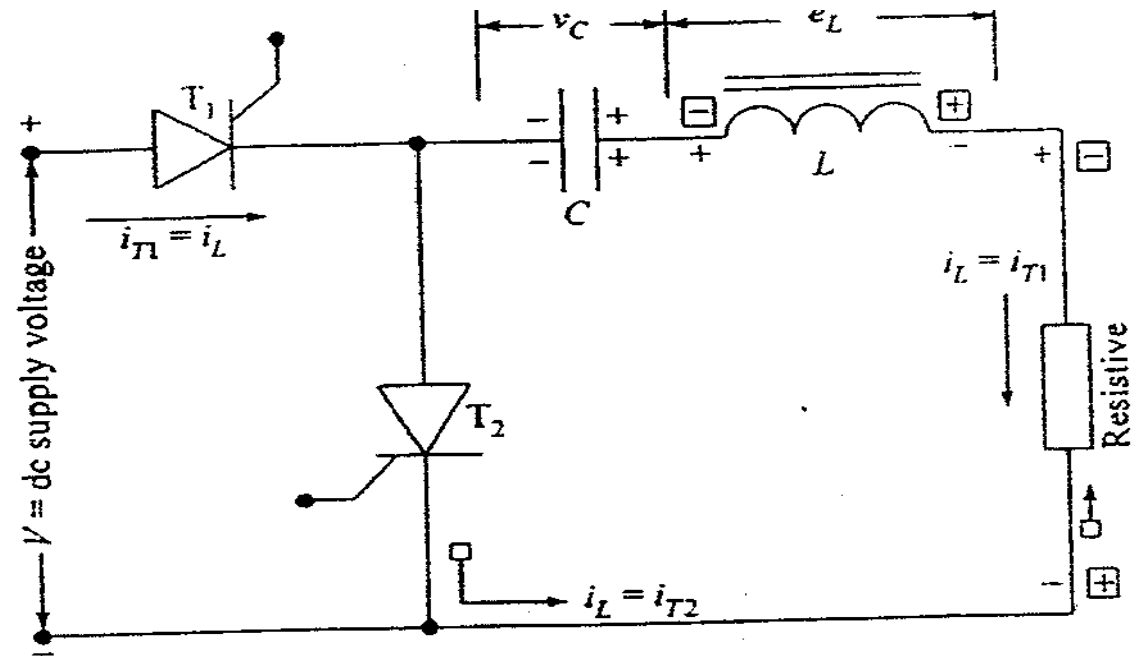 v_C
e_L
T_1
+
− +
− +
−
+
+
−
L
+
−
C
i_T1 = i_L
i_L = i_T1
V = dc supply voltage
T_2
Resistive
i_L = i_T2
−
+
−